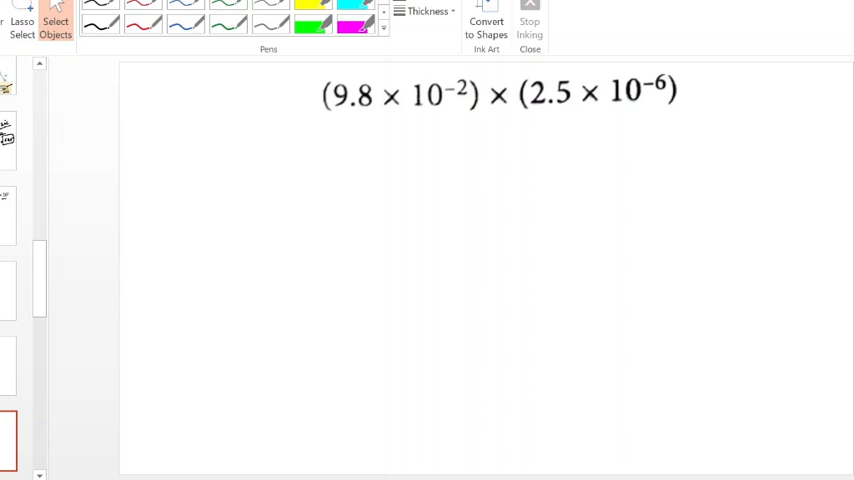 Lasso
Select
Select
Objects
Thickness
Convert
to Shapes
Stop
Inking
Pens
Ink Art
Close
(9.8 × 10⁻²) × (2.5 × 10⁻⁶)